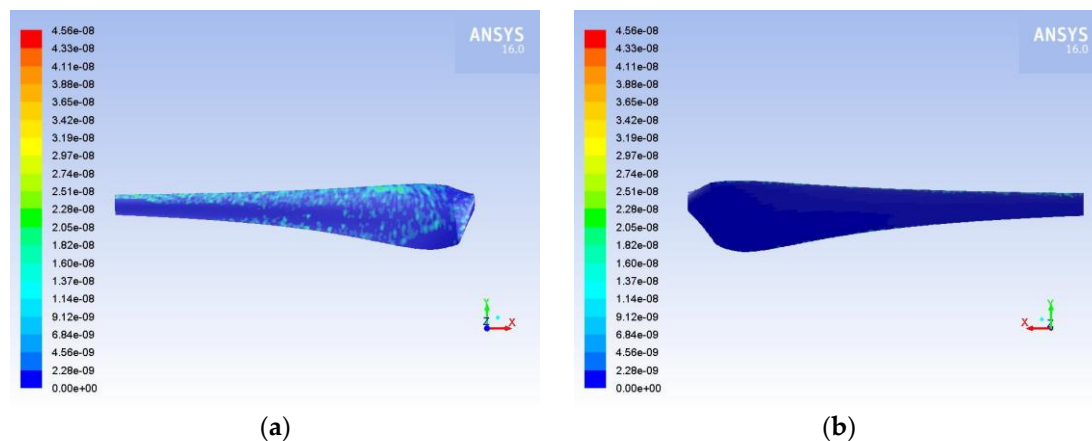 4.56e-08
4.33e-08
4.11e-08
3.88e-08
3.65e-08
3.42e-08
3.19e-08
2.97e-08
2.74e-08
2.51e-08
2.28e-08
2.05e-08
1.82e-08
1.60e-08
1.37e-08
1.14e-08
9.12e-09
6.84e-09
4.56e-09
2.28e-09
0.00e+00
ANSYS
16.0
Y
Z
X
(a)
4.56e-08
4.33e-08
4.11e-08
3.88e-08
3.65e-08
3.42e-08
3.19e-08
2.97e-08
2.74e-08
2.51e-08
2.28e-08
2.05e-08
1.82e-08
1.60e-08
1.37e-08
1.14e-08
9.12e-09
6.84e-09
4.56e-09
2.28e-09
0.00e+00
ANSYS
16.0
Y
X
Z
(b)